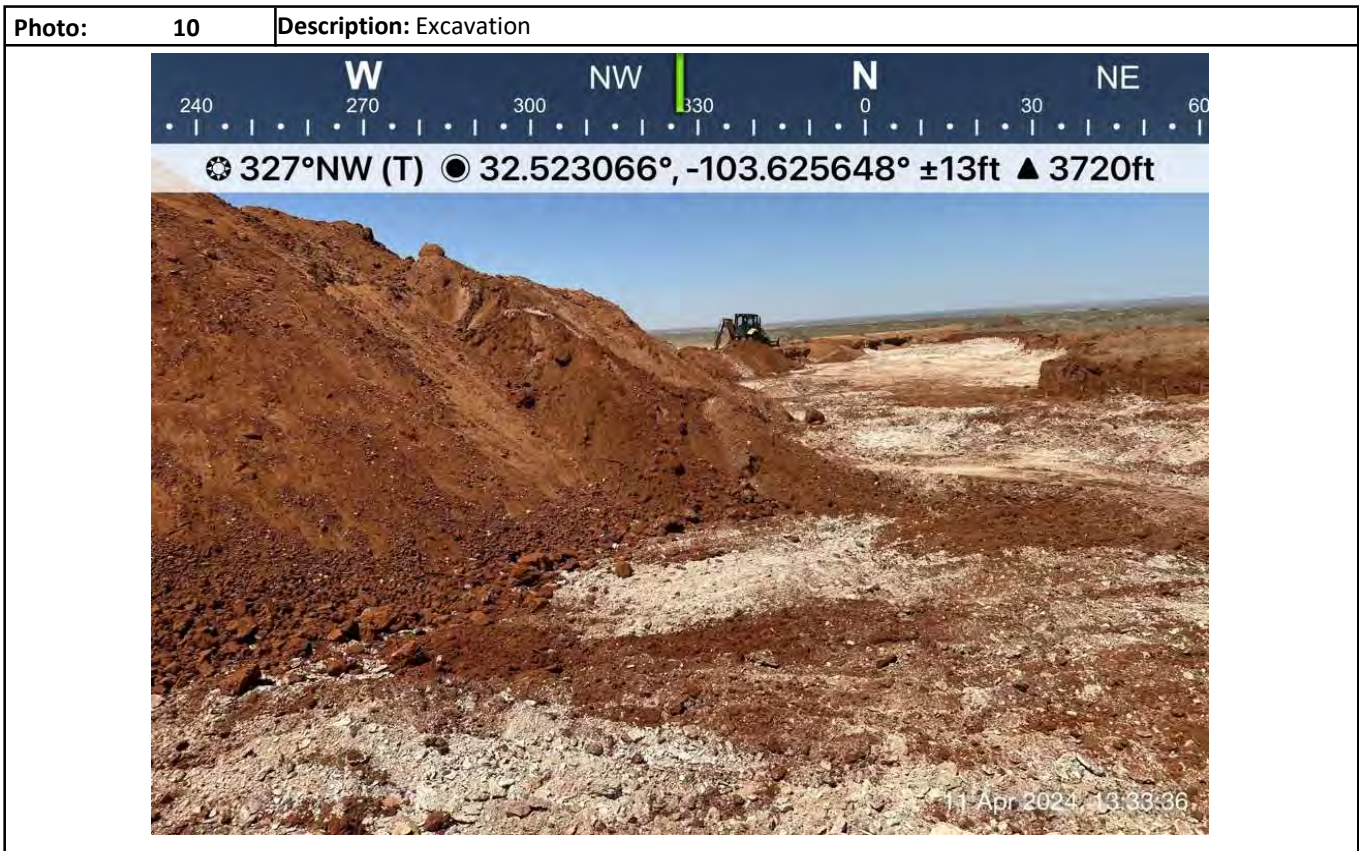 Photo: 10 Description: Excavation
W NW N NE
240 270 300 330 0 30 60
327°NW (T) 32.523066°, -103.625648° ±13ft ▲ 3720ft
11 Apr 2024, 13:33:36